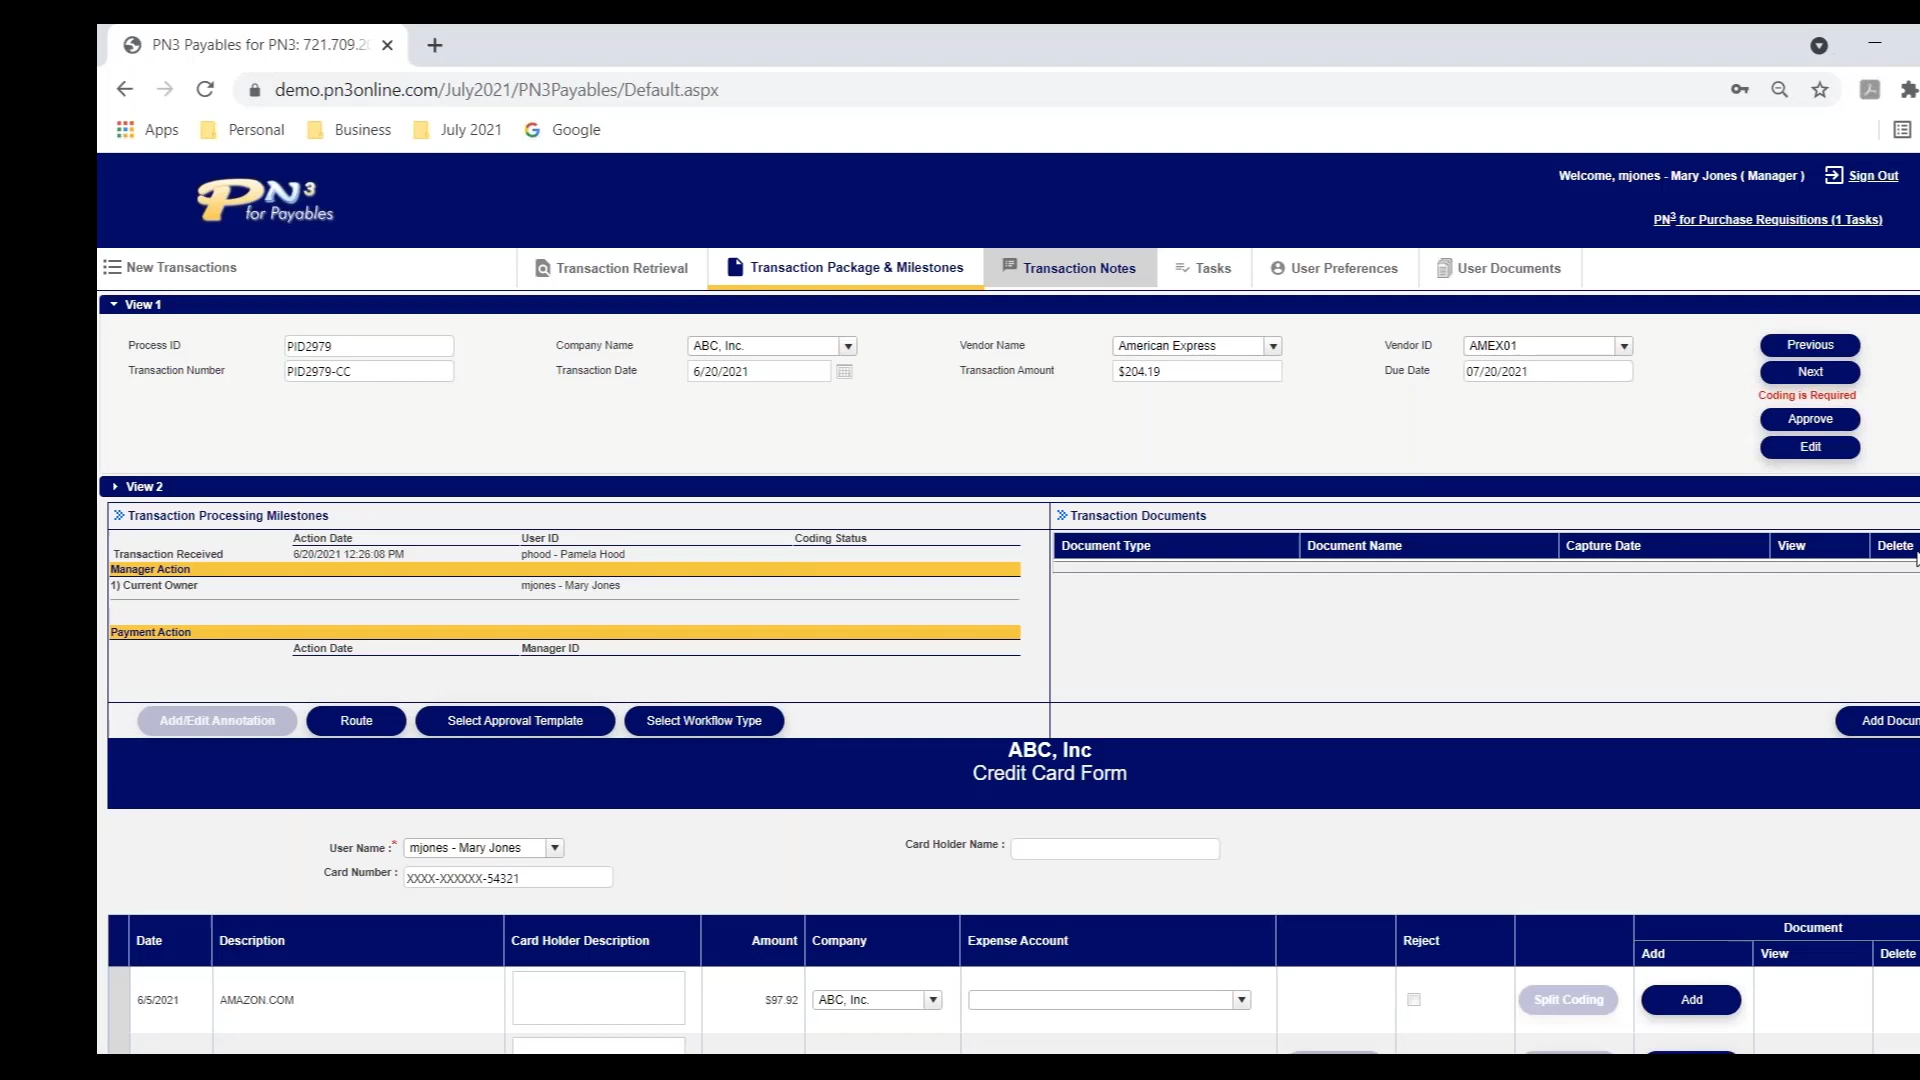 PN3 Payables for PN3: 721.709.2
demo.pn3online.com/July2021/PN3Payables/Default.aspx
Apps Personal Business July 2021 Google
PN3 for Payables
Welcome, mjones - Mary Jones ( Manager ) Sign Out
PN3 for Purchase Requisitions (1 Tasks)
New Transactions Transaction Retrieval Transaction Package & Milestones Transaction Notes Tasks User Preferences User Documents
View 1
Process ID PID2979 Company Name ABC, Inc. Vendor Name American Express Vendor ID AMEX01 Previous
Transaction Number PID2979-CC Transaction Date 6/20/2021 Transaction Amount $204.19 Due Date 07/20/2021 Next
Coding is Required
Approve
Edit
View 2
Transaction Processing Milestones Transaction Documents
Action Date User ID Coding Status Document Type Document Name Capture Date View Delete
Transaction Received 6/20/2021 12:26:08 PM phood - Pamela Hood
Manager Action
1) Current Owner mjones - Mary Jones
Payment Action
Action Date Manager ID
Add/Edit Annotation Route Select Approval Template Select Workflow Type Add Docum
ABC, Inc
Credit Card Form
User Name :* mjones - Mary Jones Card Holder Name :
Card Number : XXXX-XXXXXX-54321
Date Description Card Holder Description Amount Company Expense Account Reject Document
Add View Delete
6/5/2021 AMAZON.COM $97.92 ABC, Inc. Split Coding Add